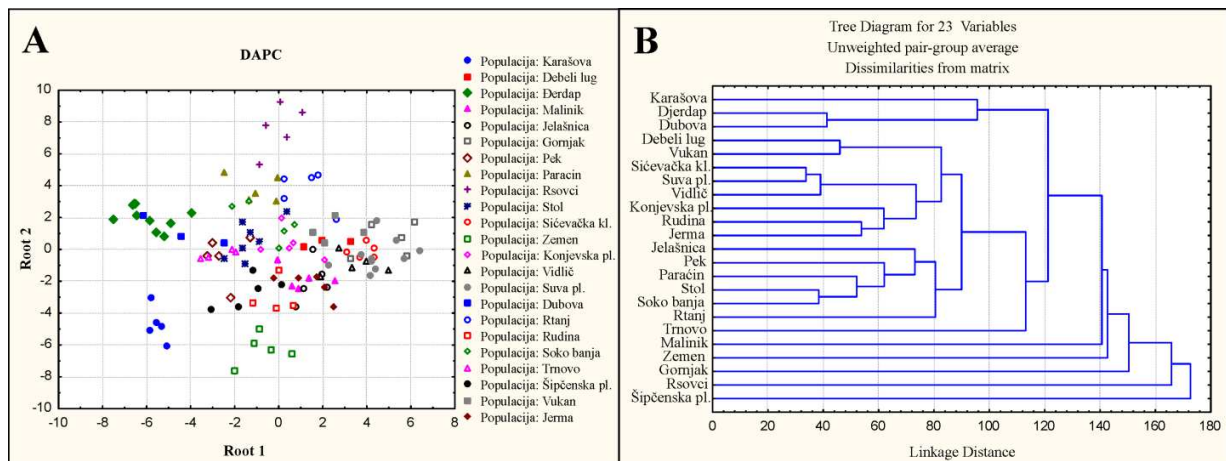 A
DAPC
Populacija: Karašova
Populacija: Debeli lug
Populacija: Đerdap
Populacija: Malinik
Populacija: Jelašnica
Populacija: Gornjak
Populacija: Pek
Populacija: Paracin
Populacija: Rsovci
Populacija: Stol
Populacija: Sićevačka kl.
Populacija: Zemen
Populacija: Konjevska pl.
Populacija: Vidlič
Populacija: Suva pl.
Populacija: Dubova
Populacija: Rtanj
Populacija: Rudina
Populacija: Soko banja
Populacija: Trnovo
Populacija: Šipčenska pl.
Populacija: Vukan
Populacija: Jerma
10
8
6
4
2
0
-2
-4
-6
-8
-10
Root 2
-10 -8 -6 -4 -2 0 2 4 6 8
Root 1
B
Tree Diagram for 23 Variables
Unweighted pair-group average
Dissimilarities from matrix
Karašova
Djerdap
Dubova
Debeli lug
Vukan
Sićevačka kl.
Suva pl.
Vidlič
Konjevska pl.
Rudina
Jerma
Jelašnica
Pek
Paraćin
Stol
Soko banja
Rtanj
Trnovo
Malinik
Zemen
Gornjak
Rsovci
Šipčenska pl.
0 20 40 60 80 100 120 140 160 180
Linkage Distance